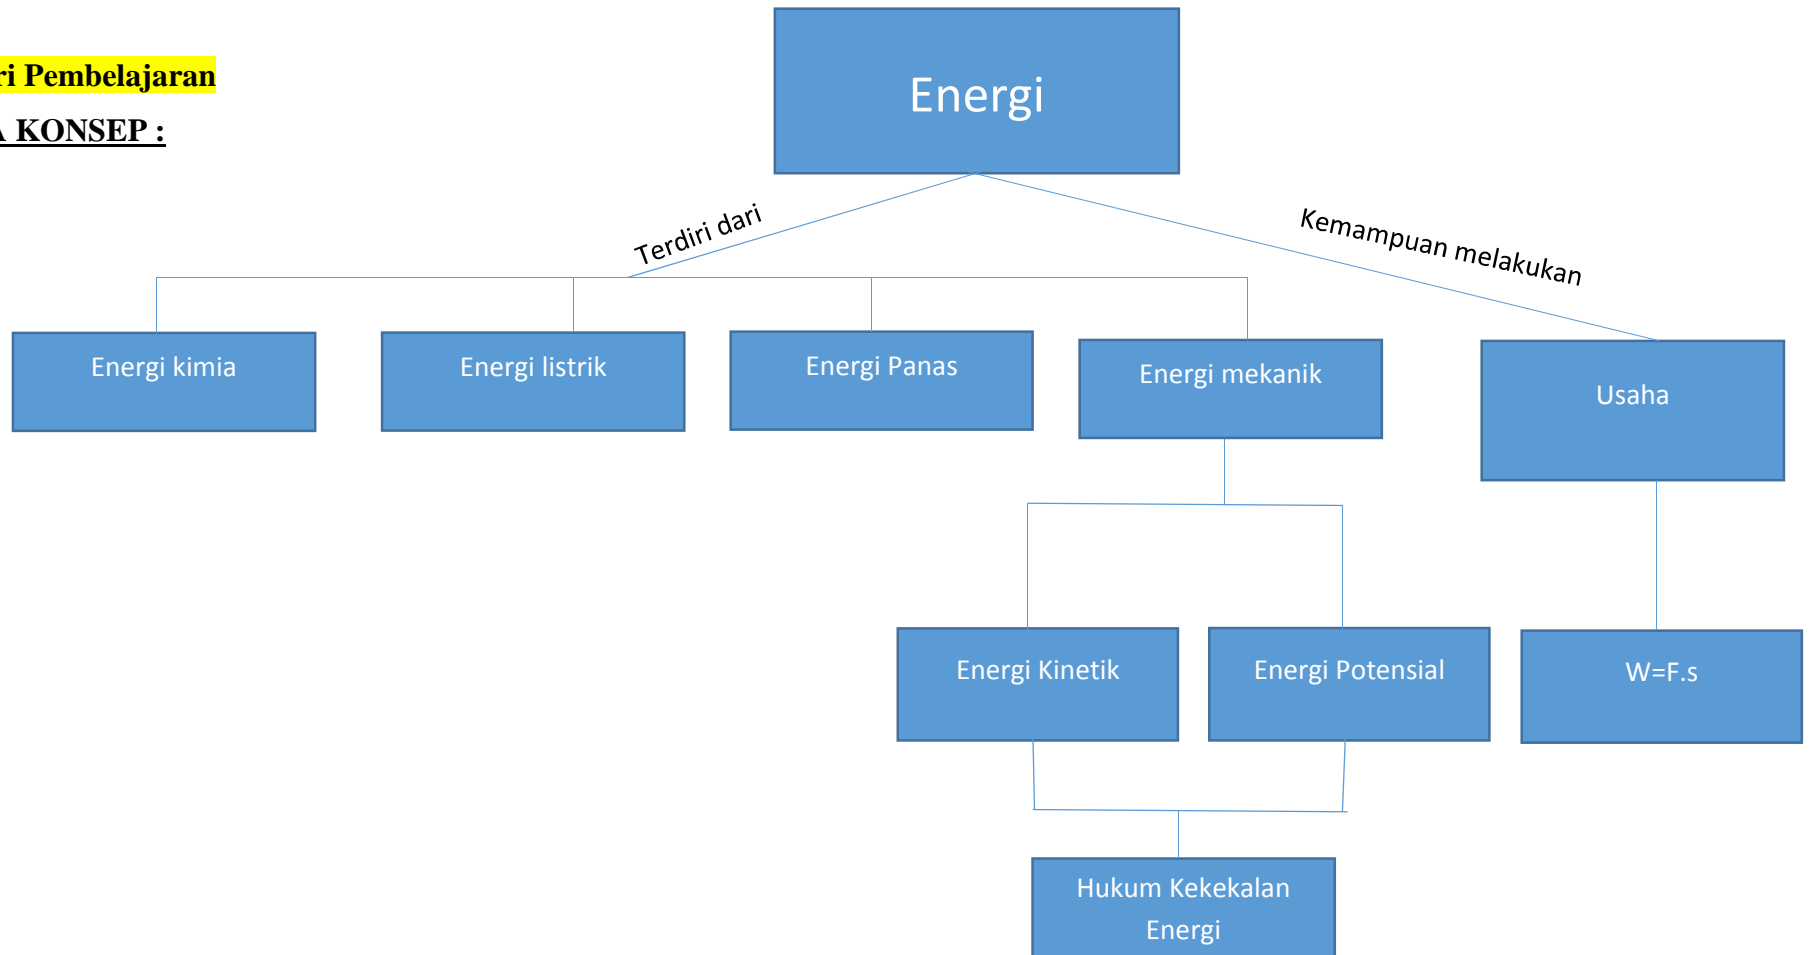 ri Pembelajaran
A KONSEP :
Energi
Terdiri dari
Kemampuan melakukan
Energi kimia
Energi listrik
Energi Panas
Energi mekanik
Usaha
Energi Kinetik
Energi Potensial
W=F.s
Hukum Kekekalan
Energi